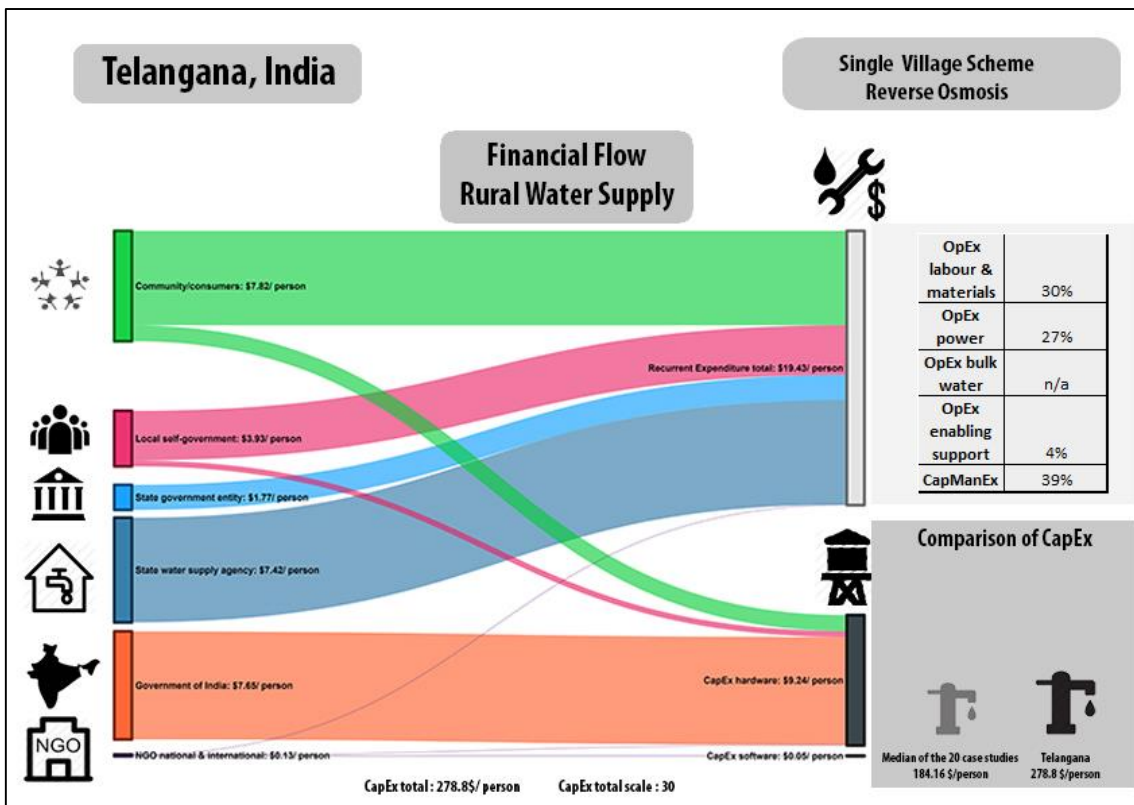 Telangana, India
Single Village Scheme
Reverse Osmosis
Financial Flow
Rural Water Supply
$
Community/consumers: $7.82/ person
Recurrent Expenditure total: $19.43/ person
Local self-government: $3.93/ person
State government entity: $1.77/ person
State water supply agency: $7.42/ person
Government of India: $7.65/ person
CapEx hardware: $9.24/ person
NGO
NGO national & international: $0.13/ person
CapEx software: $0.05/ person
CapEx total : 278.8$/ person CapEx total scale : 30
OpEx
labour &
materials 30%
OpEx
power 27%
OpEx bulk
water n/a
OpEx
enabling
support 4%
CapManEx 39%
Comparison of CapEx
Median of the 20 case studies
184.16 $/person
Telangana
278.8 $/person